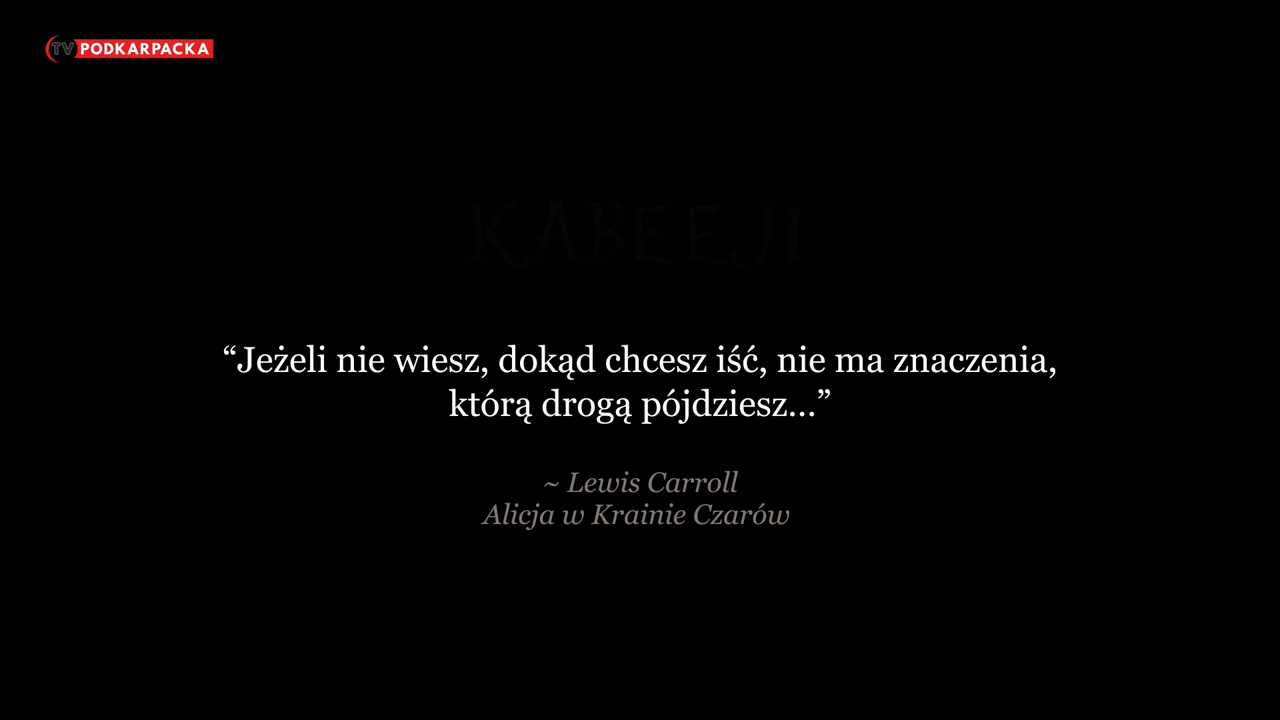 TV PODKARPACKA
KABEEJI
“Jeżeli nie wiesz, dokąd chcesz iść, nie ma znaczenia,
którą drogą pójdziesz...”
~ Lewis Carroll
Alicja w Krainie Czarów